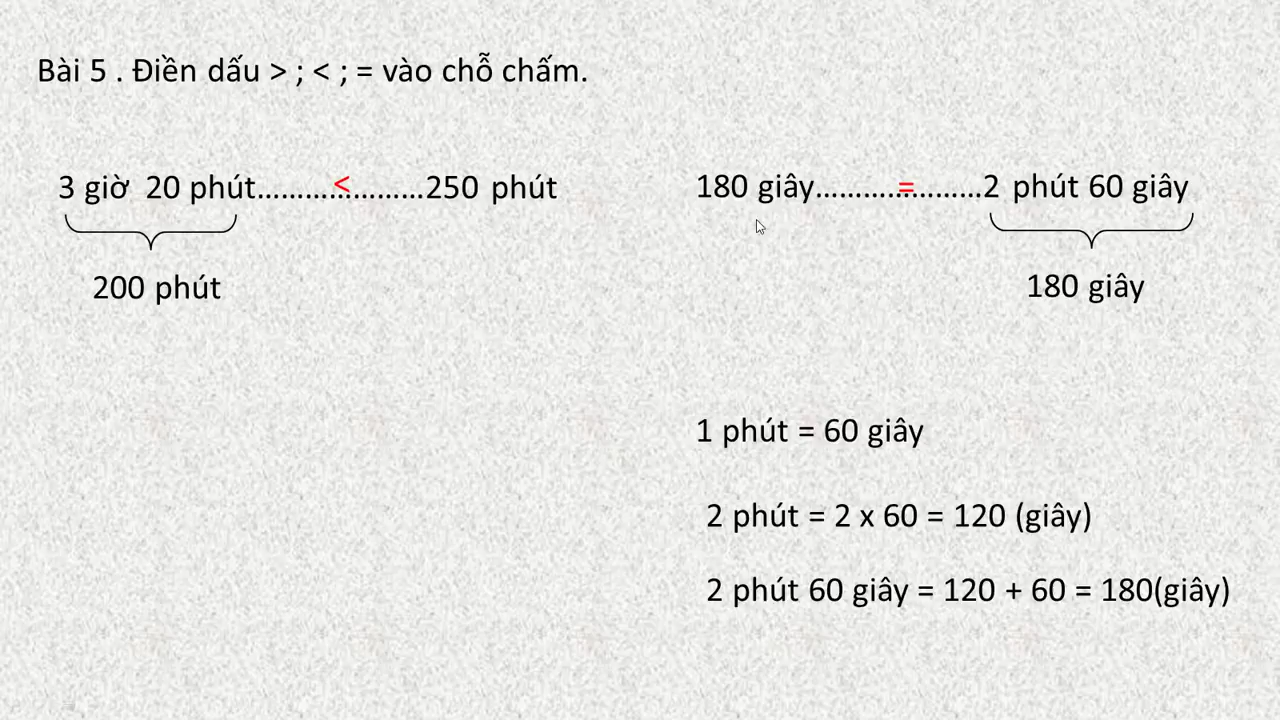 Bài 5 . Điền dấu > ; < ; = vào chỗ chấm.
3 giờ 20 phút.........<.........250 phút
200 phút
180 giây.........=.........2 phút 60 giây
180 giây
1 phút = 60 giây
2 phút = 2 x 60 = 120 (giây)
2 phút 60 giây = 120 + 60 = 180(giây)